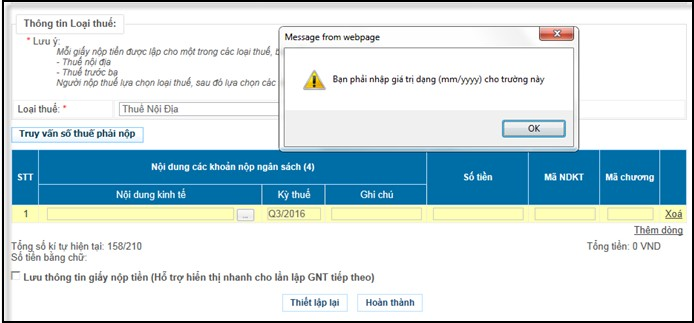 Thông tin Loại thuế:
* Lưu ý:
Mỗi giấy nộp tiền được lập cho một trong các loại thuế,
- Thuế nội địa
- Thuế trước bạ
Người nộp thuế lựa chọn loại thuế, sau đó lựa chọn các
Message from webpage
Bạn phải nhập giá trị dạng (mm/yyyy) cho trường này
OK
Loại thuế: * Thuế Nội Địa
Truy vấn số thuế phải nộp
STT Nội dung các khoản nộp ngân sách (4) Số tiền Mã NDKT Mã chương
Nội dung kinh tế Kỳ thuế Ghi chú
1 ... Q3/2016 Xoá
Thêm dòng
Tổng số kí tự hiện tại: 158/210 Tổng tiền: 0 VND
Số tiền bằng chữ:
Lưu thông tin giấy nộp tiền (Hỗ trợ hiển thị nhanh cho lần lập GNT tiếp theo)
Thiết lập lại Hoàn thành